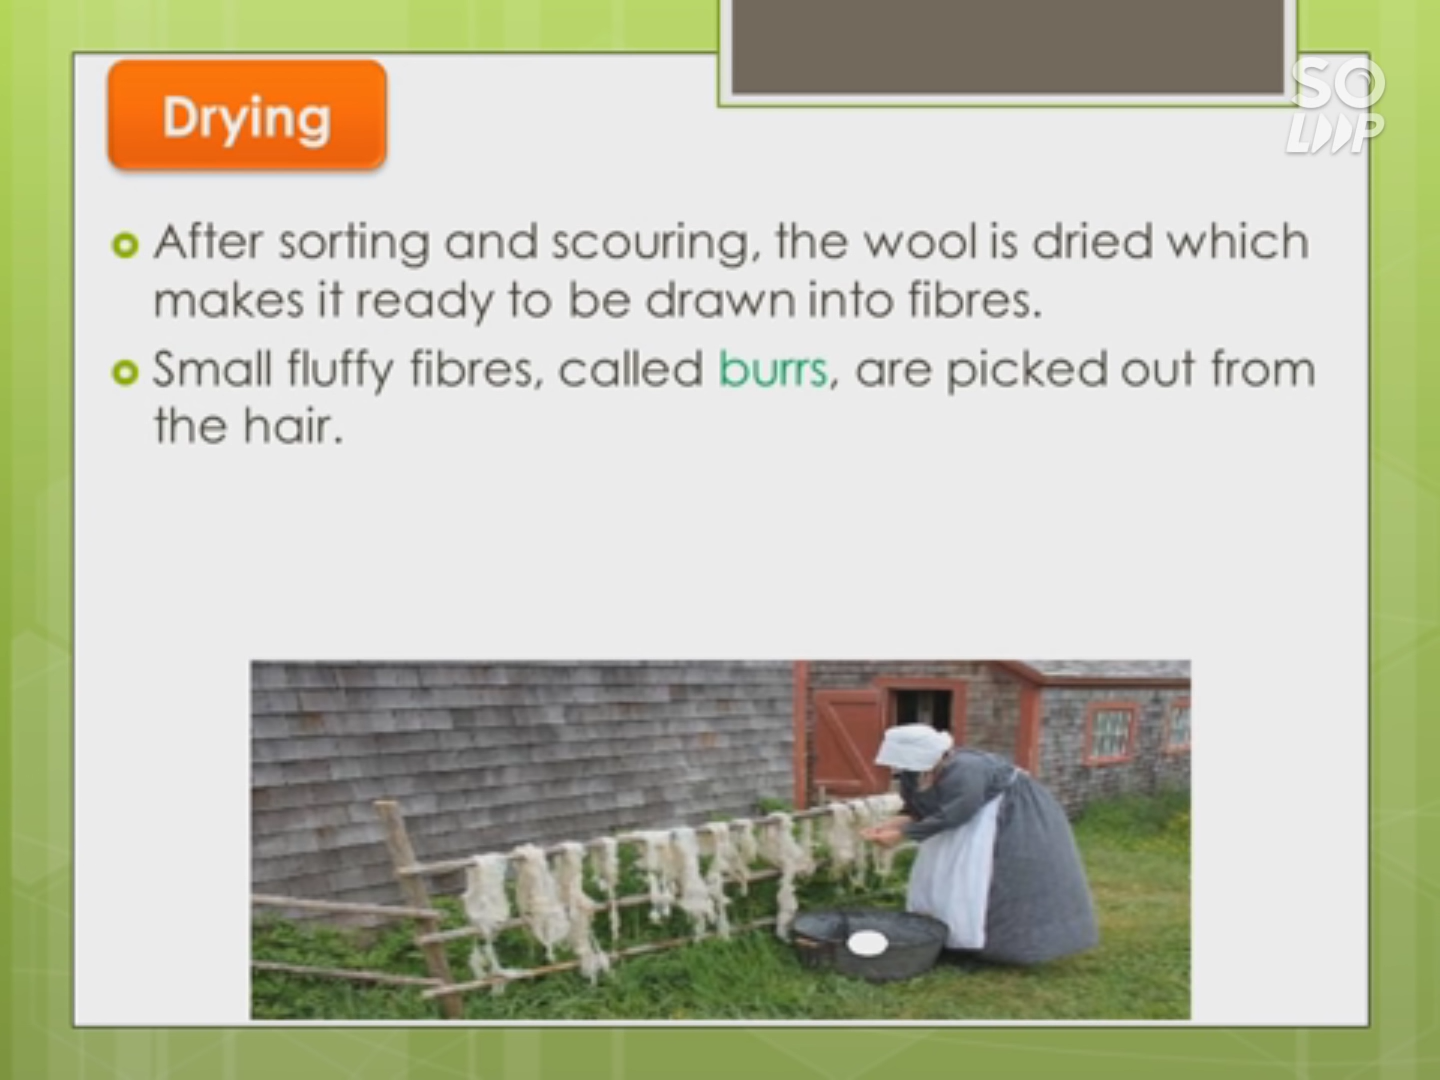 Drying
SO
LOOP
After sorting and scouring, the wool is dried which
makes it ready to be drawn into fibres.
Small fluffy fibres, called burrs, are picked out from
the hair.